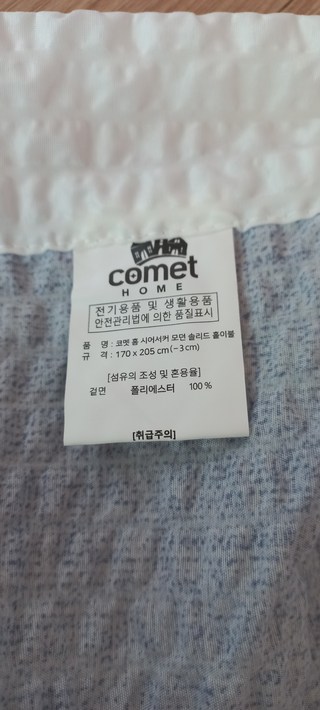 comet
HOME
전기용품 및 생활용품
안전관리법에 의한 품질표시
품 명 : 코멧 홈 시어서커 모던 솔리드 홑이불
규 격 : 170 x 205 cm (-3cm)
[섬유의 조성 및 혼용율]
겉면 폴리에스터 100 %
[취급주의]